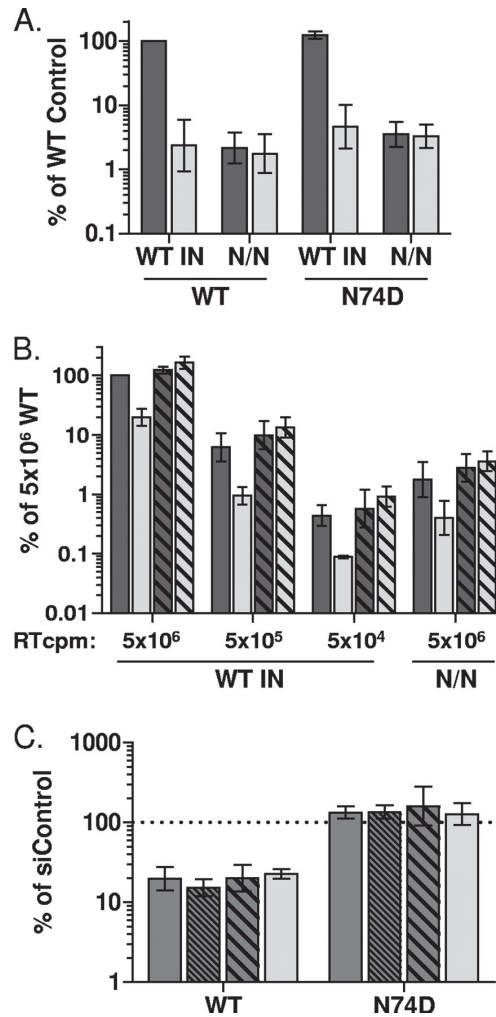 A.
% of WT Control
100
10
1
0.1
WT IN N/N WT IN N/N
WT N74D
B.
% of 5x10⁶ WT
100
10
1
0.1
0.01
RTcpm: 5x10⁶ 5x10⁵ 5x10⁴ 5x10⁶
WT IN N/N
C.
% of siControl
1000
100
10
1
WT N74D